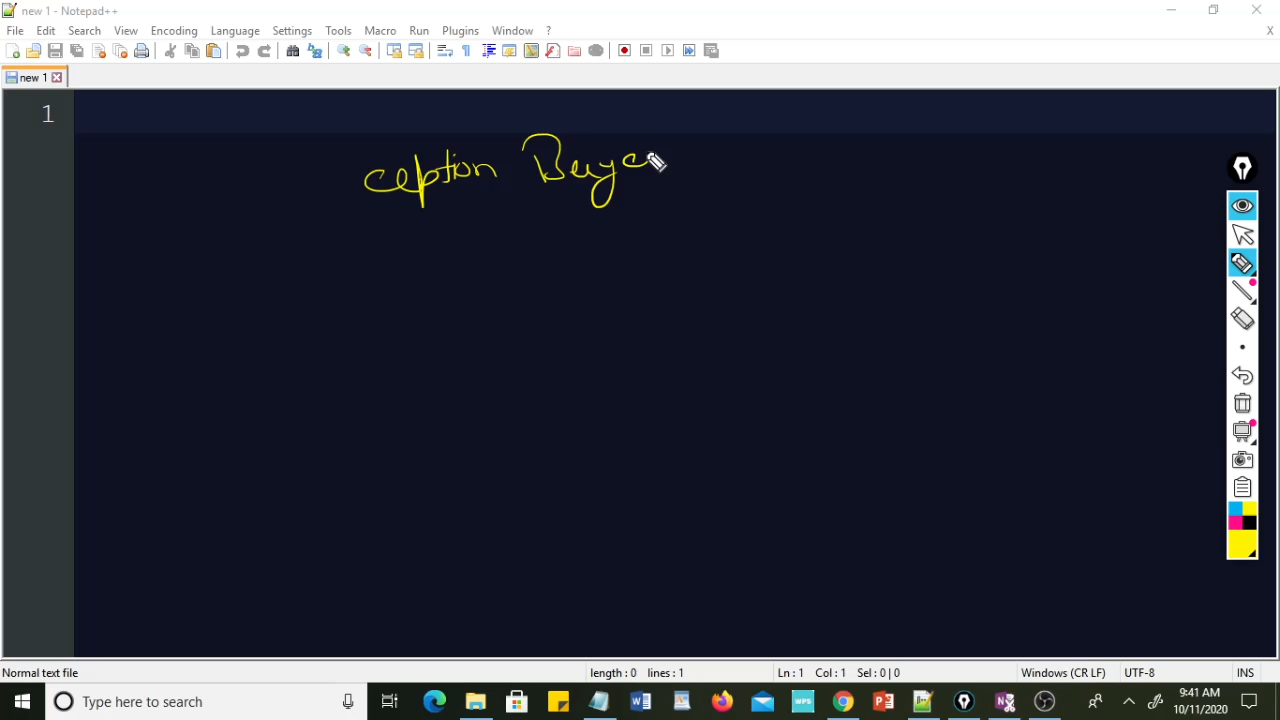 new 1 - Notepad++
File Edit Search View Encoding Language Settings Tools Macro Run Plugins Window ? X
new 1
1
ception
Normal text file length : 0 lines : 1 Ln : 1 Col : 1 Sel : 0 | 0 Windows (CR LF) UTF-8 INS
Type here to search WPS 9:41 AM
10/11/2020